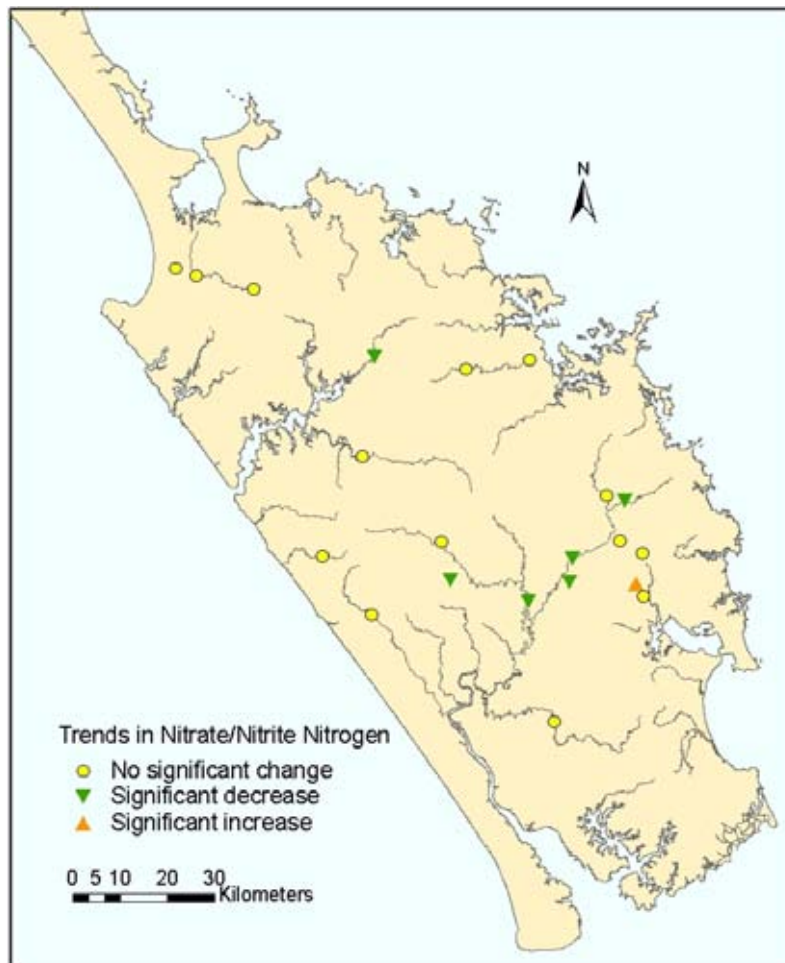 N
Trends in Nitrate/Nitrite Nitrogen
No significant change
Significant decrease
Significant increase
0 5 10 20 30
Kilometers